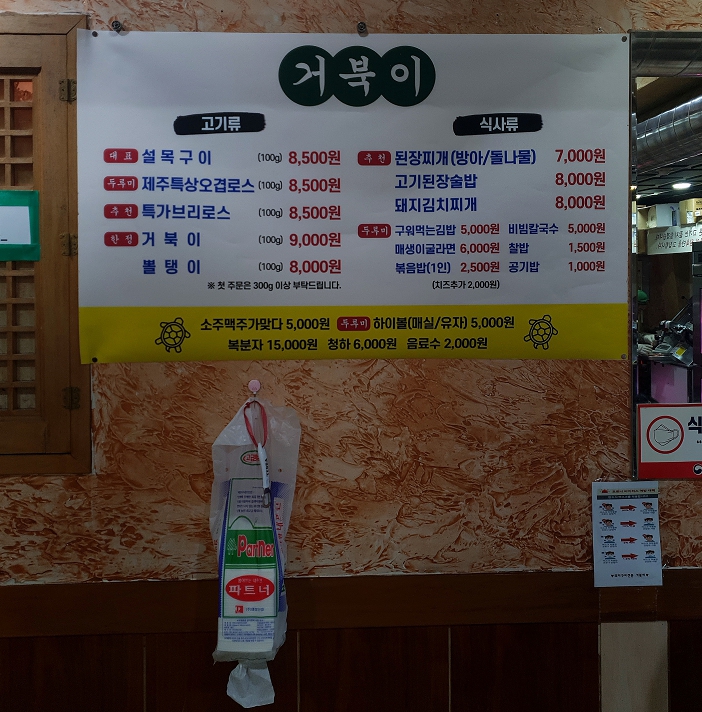 거북이
고기류
대표 설목구이 (100g) 8,500원
두루미 제주특상오겹로스 (100g) 8,500원
추천 특가브리로스 (100g) 8,500원
한정 거북이 (100g) 9,000원
뽈탱이 (100g) 8,000원
※ 첫 주문은 300g 이상 부탁드립니다.
식사류
추천 된장찌개(방아/돌나물) 7,000원
고기된장술밥 8,000원
돼지김치찌개 8,000원
두루미 구워먹는김밥 5,000원 비빔칼국수 5,000원
매생이굴라면 6,000원 찰밥 1,500원
볶음밥(1인) 2,500원 공기밥 1,000원
(치즈추가 2,000원)
소주맥주가맞다 5,000원 두루미 하이볼(매실/유자) 5,000원
복분자 15,000원 청하 6,000원 음료수 2,000원
Partner
파트너
식